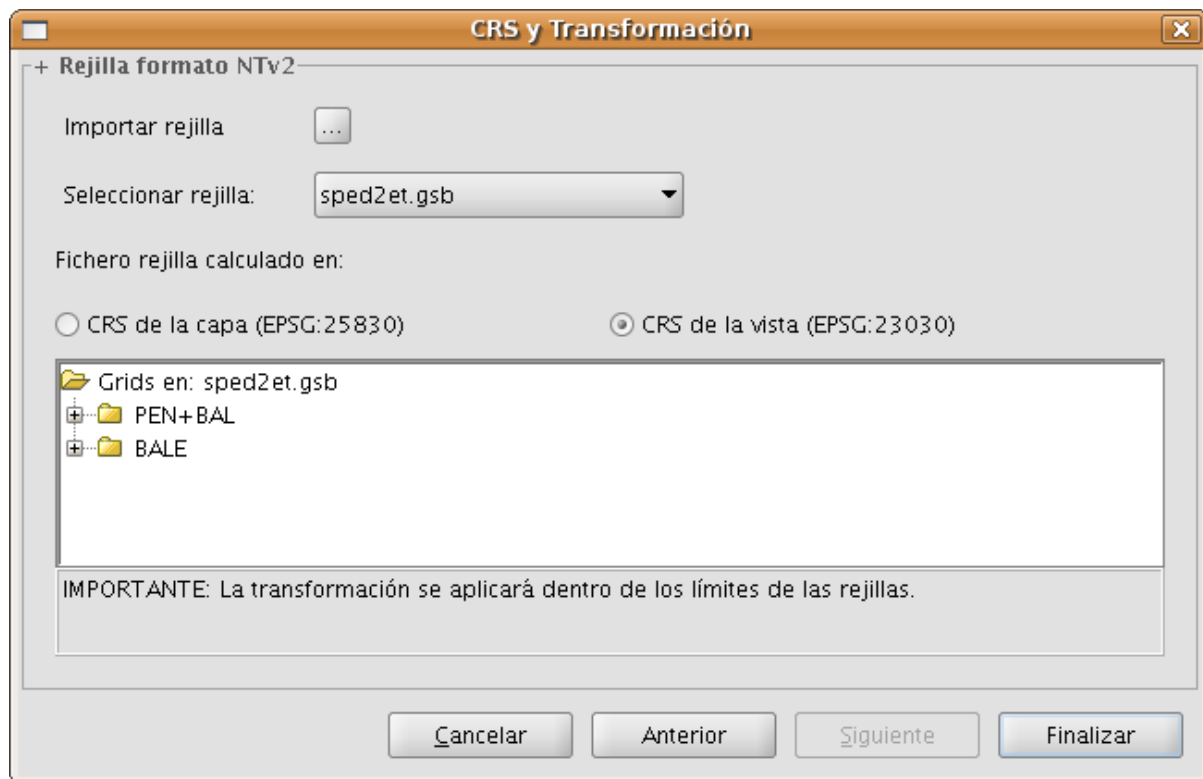 CRS y Transformación
+ Rejilla formato NTv2
Importar rejilla ...
Seleccionar rejilla: sped2et.gsb
Fichero rejilla calculado en:
CRS de la capa (EPSG:25830) CRS de la vista (EPSG:23030)
Grids en: sped2et.gsb
PEN+BAL
BALE
IMPORTANTE: La transformación se aplicará dentro de los límites de las rejillas.
Cancelar Anterior Siguiente Finalizar